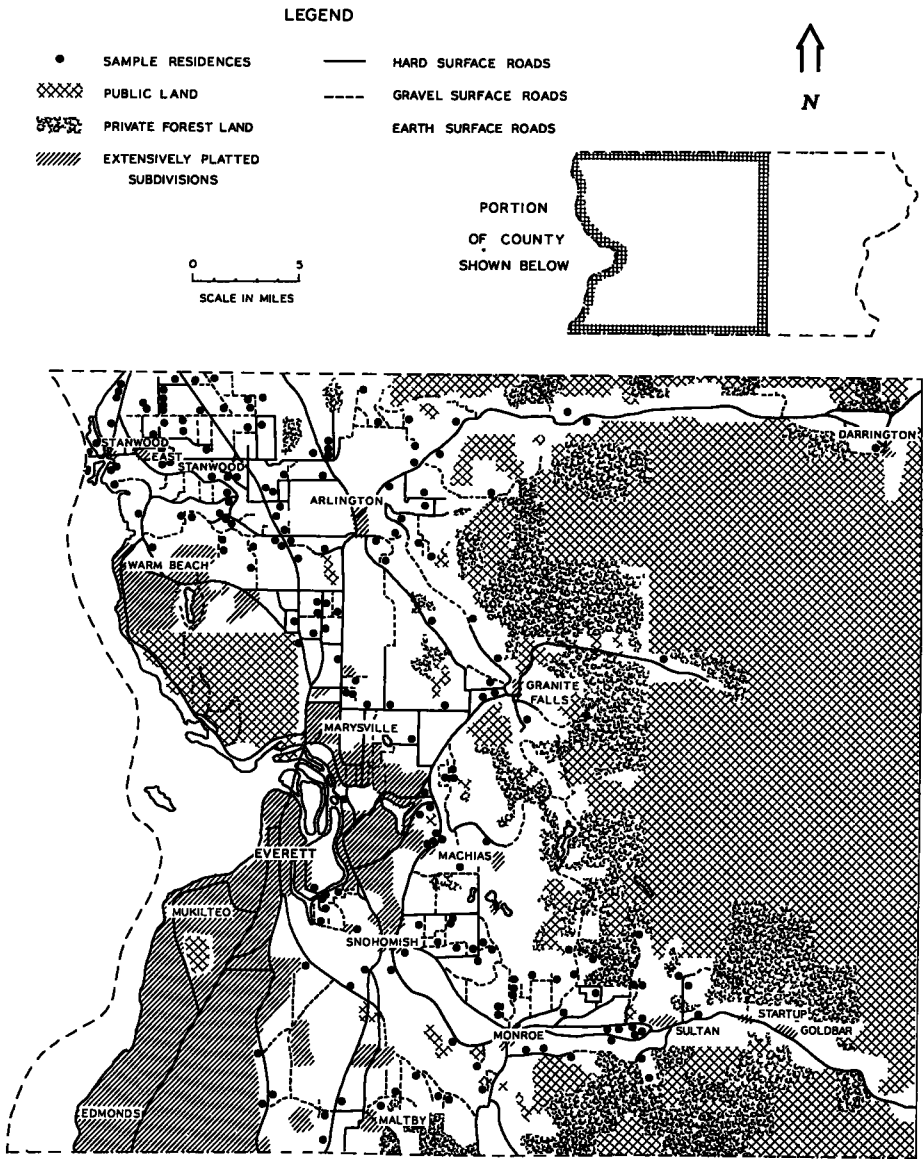 LEGEND
SAMPLE RESIDENCES
PUBLIC LAND
PRIVATE FOREST LAND
EXTENSIVELY PLATTED
SUBDIVISIONS
HARD SURFACE ROADS
GRAVEL SURFACE ROADS
EARTH SURFACE ROADS
N
PORTION
OF COUNTY
SHOWN BELOW
0 5
SCALE IN MILES
DARRINGTON
STANWOOD
EAST
STANWOOD
ARLINGTON
WARM BEACH
GRANITE
FALLS
MARYSVILLE
EVERETT
MACHIAS
MUKILTEO
SNOHOMISH
STARTUP
MONROE
SULTAN
GOLDBAR
EDMONDS
MALTBY